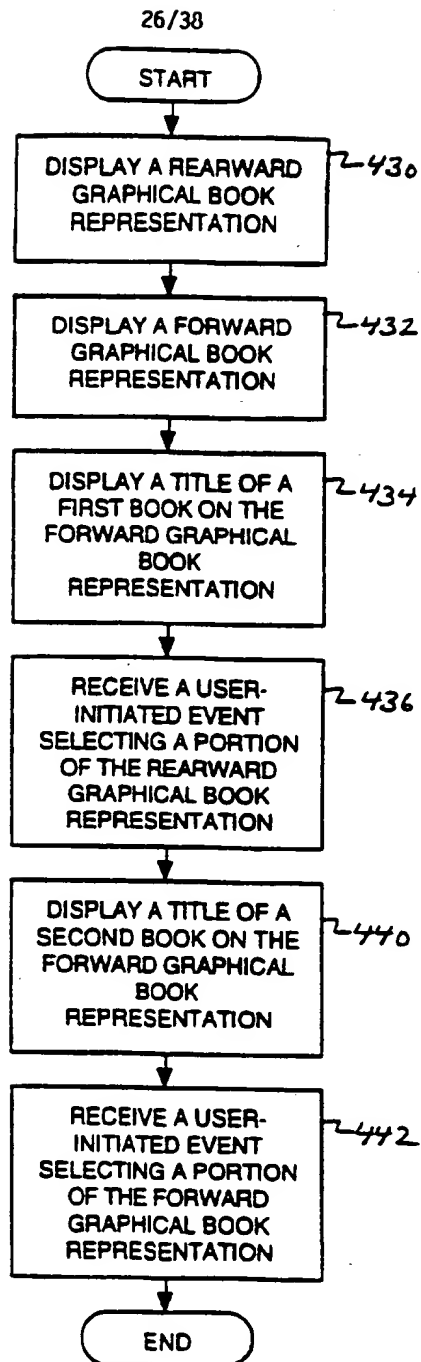 26/38
START
DISPLAY A REARWARD
GRAPHICAL BOOK
REPRESENTATION
430
DISPLAY A FORWARD
GRAPHICAL BOOK
REPRESENTATION
432
DISPLAY A TITLE OF A
FIRST BOOK ON THE
FORWARD GRAPHICAL
BOOK
REPRESENTATION
434
RECEIVE A USER-
INITIATED EVENT
SELECTING A PORTION
OF THE REARWARD
GRAPHICAL BOOK
REPRESENTATION
436
DISPLAY A TITLE OF A
SECOND BOOK ON THE
FORWARD GRAPHICAL
BOOK
REPRESENTATION
440
RECEIVE A USER-
INITIATED EVENT
SELECTING A PORTION
OF THE FORWARD
GRAPHICAL BOOK
REPRESENTATION
442
END